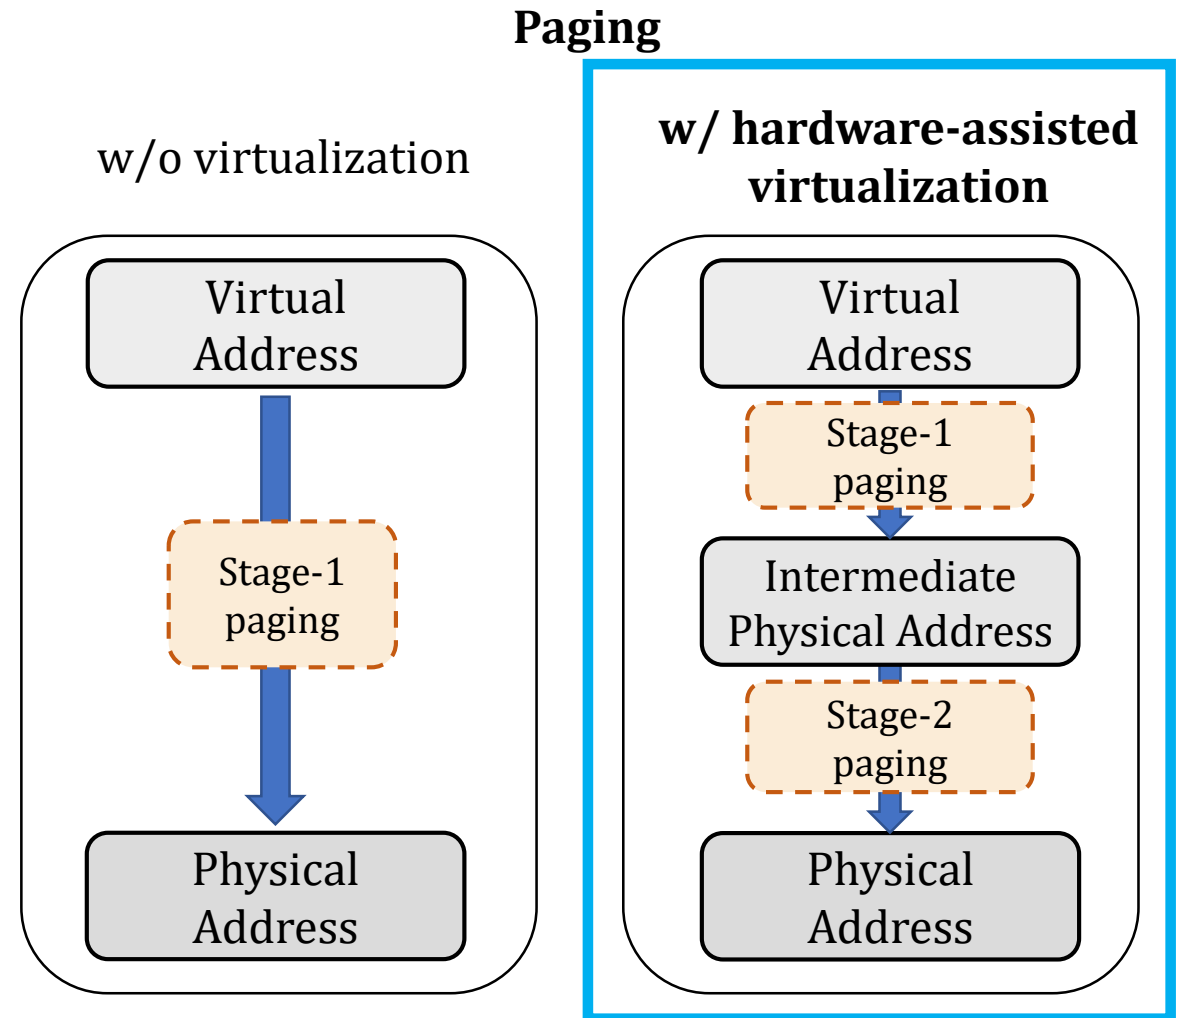 Paging
w/o virtualization
Virtual
Address
Stage-1
paging
Physical
Address
w/ hardware-assisted
virtualization
Virtual
Address
Stage-1
paging
Intermediate
Physical Address
Stage-2
paging
Physical
Address